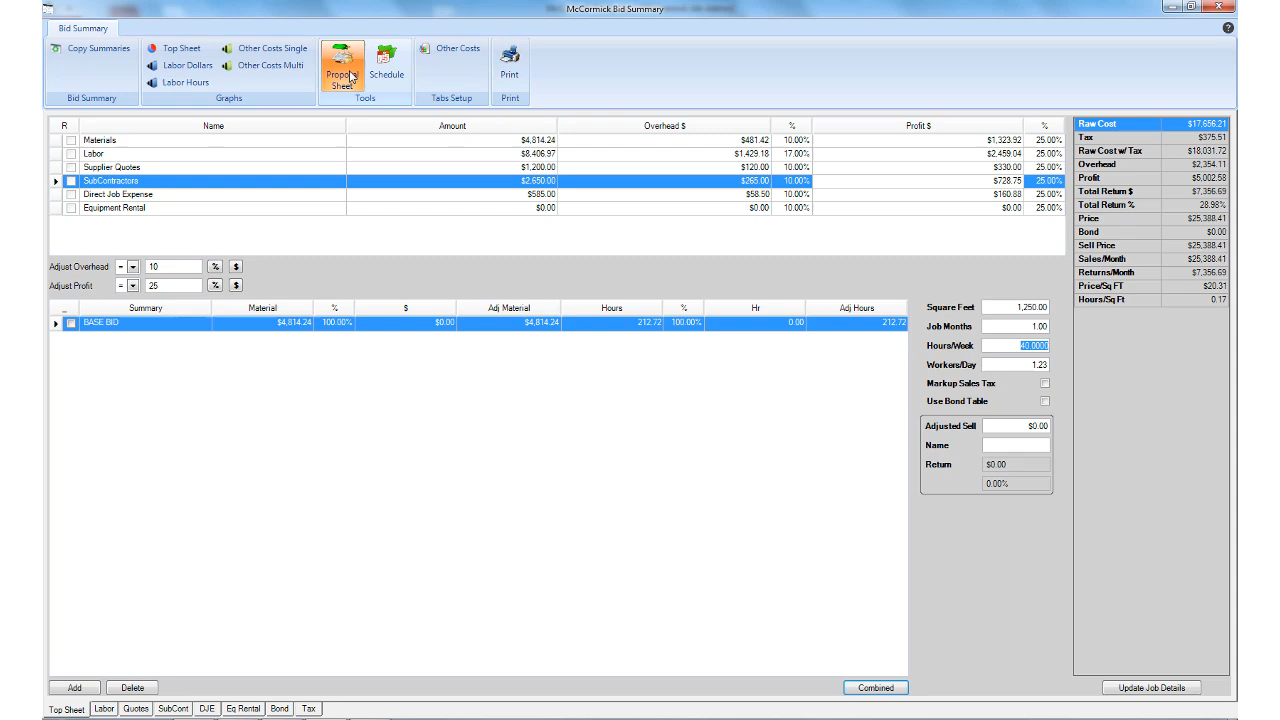 McCormick Bid Summary
Bid Summary
Copy Summaries
Top Sheet
Labor Dollars
Labor Hours
Other Costs Single
Other Costs Multi
Proposal Sheet
Schedule
Other Costs
Print
Bid Summary Graphs Tools Tabs Setup Print
R Name Amount Overhead $ % Profit $ %
Materials $4,814.24 $481.42 10.00% $1,323.92 25.00%
Labor $8,406.97 $1,429.18 17.00% $2,459.04 25.00%
Supplier Quotes $1,200.00 $120.00 10.00% $330.00 25.00%
SubContractors $2,650.00 $265.00 10.00% $728.75 25.00%
Direct Job Expense $585.00 $58.50 10.00% $160.88 25.00%
Equipment Rental $0.00 $0.00 10.00% $0.00 25.00%
Adjust Overhead = 10 % $
Adjust Profit = 25 % $
Summary Material % $ Adj Material Hours % Hr Adj Hours
BASE BID $4,814.24 100.00% $0.00 $4,814.24 212.72 100.00% 0.00 212.72
Square Feet 1,250.00
Job Months 1.00
Hours/Week 40.0000
Workers/Day 1.23
Markup Sales Tax
Use Bond Table
Adjusted Sell $0.00
Name
Return $0.00
0.00%
Raw Cost $17,656.21
Tax $375.51
Raw Cost w/Tax $18,031.72
Overhead $2,354.11
Profit $5,002.58
Total Return $ $7,356.69
Total Return % 28.98%
Price $25,388.41
Bond $0.00
Sell Price $25,388.41
Sales/Month $25,388.41
Returns/Month $7,356.69
Price/Sq FT $20.31
Hours/Sq Ft 0.17
Add Delete Combined Update Job Details
Top Sheet Labor Quotes SubCont DJE Eq Rental Bond Tax